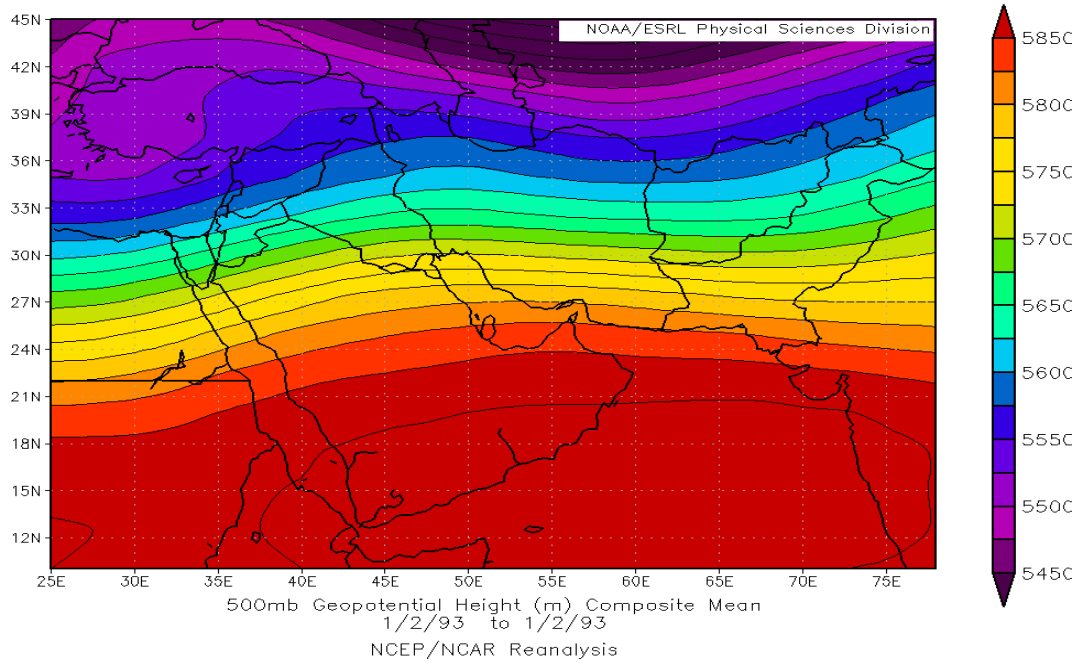 NOAA/ESRL Physical Sciences Division
45N
42N
39N
36N
33N
30N
27N
24N
21N
18N
15N
12N
25E 30E 35E 40E 45E 50E 55E 60E 65E 70E 75E
5850
5800
5750
5700
5650
5600
5550
5500
5450
500mb Geopotential Height (m) Composite Mean
1/2/93 to 1/2/93
NCEP/NCAR Reanalysis